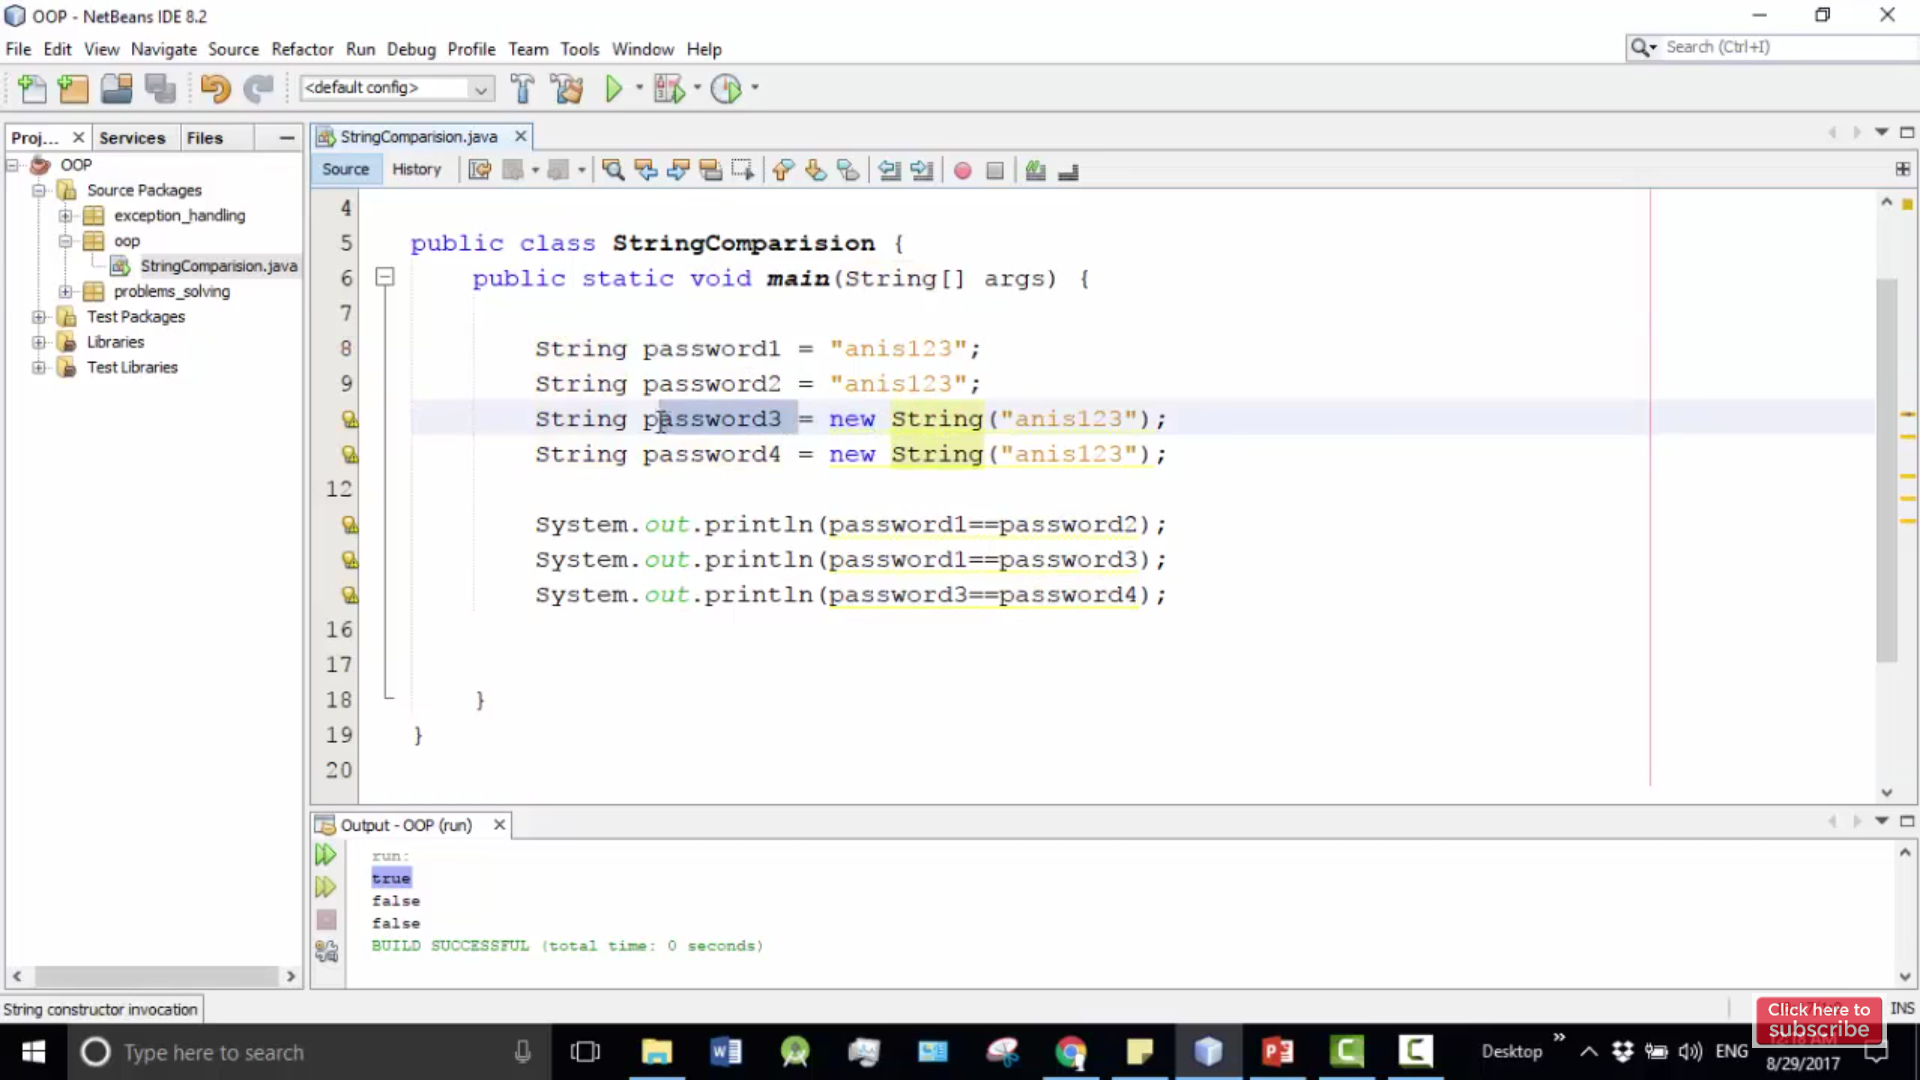 OOP - NetBeans IDE 8.2
File Edit View Navigate Source Refactor Run Debug Profile Team Tools Window Help
Search (Ctrl+I)
<default config>
Proj... Services Files
StringComparision.java
OOP
Source Packages
exception_handling
oop
StringComparision.java
problems_solving
Test Packages
Libraries
Test Libraries
Source History
4
5 public class StringComparision {
6 public static void main(String[] args) {
7
8 String password1 = "anis123";
9 String password2 = "anis123";
String password3 = new String("anis123");
String password4 = new String("anis123");
12
System.out.println(password1==password2);
System.out.println(password1==password3);
System.out.println(password3==password4);
16
17
18 }
19 }
20
Output - OOP (run)
run:
true
false
false
BUILD SUCCESSFUL (total time: 0 seconds)
String constructor invocation
INS
Click here to
subscribe
Type here to search
Desktop
ENG
8/29/2017